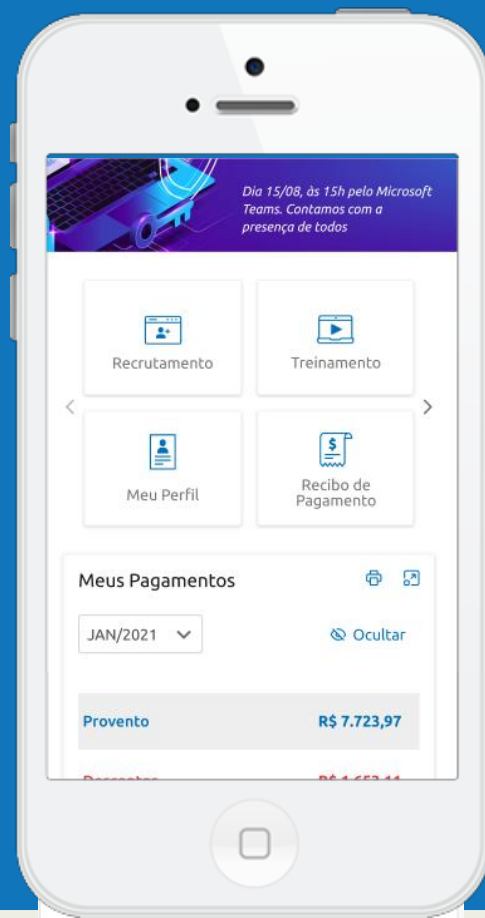 Dia 15/08, às 15h pelo Microsoft
Teams. Contamos com a
presença de todos
Recrutamento
Treinamento
Meu Perfil
Recibo de
Pagamento
Meus Pagamentos
JAN/2021
Ocultar
Provento
R$ 7.723,97